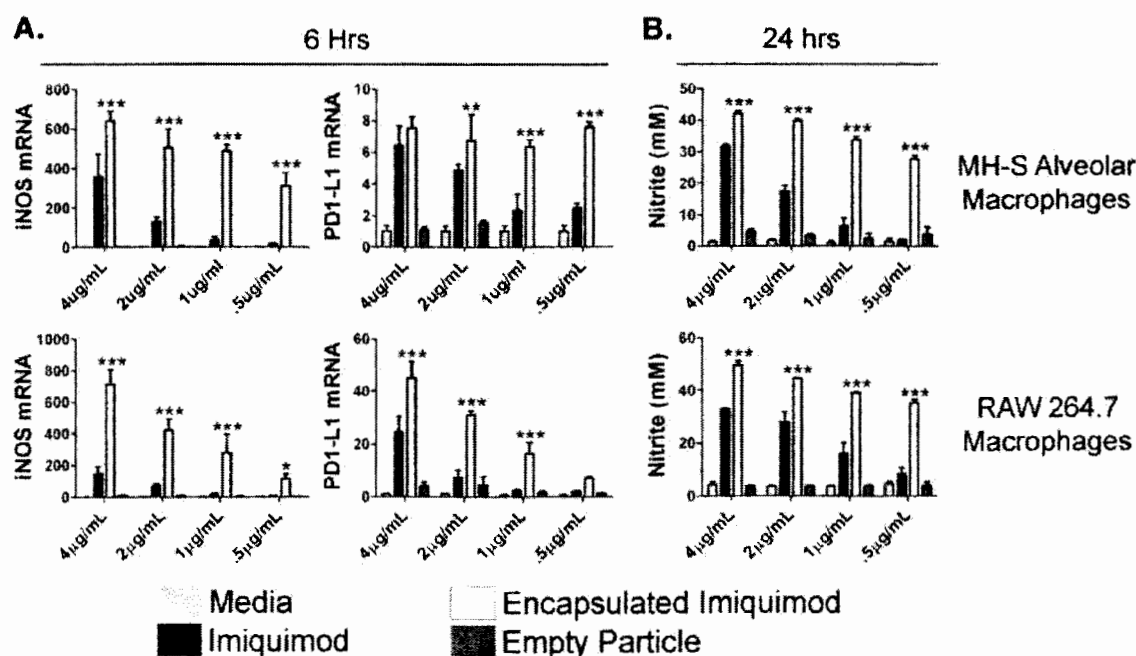 A.
6 Hrs
B.
24 hrs
iNOS mRNA
800
600
400
200
0
***
***
***
***
4ug/mL
2ug/mL
1ug/ml
.5ug/mL
PD1-L1 mRNA
10
8
6
4
2
0
**
***
***
4ug/mL
2ug/mL
1ug/ml
.5ug/mL
Nitrite (mM)
50
40
30
20
10
0
***
***
***
***
4μg/mL
2μg/mL
1μg/mL
.5μg/mL
MH-S Alveolar
Macrophages
iNOS mRNA
1000
800
600
400
200
0
***
***
***
*
4μg/mL
2μg/mL
1μg/mL
.5μg/mL
PD1-L1 mRNA
60
40
20
0
***
***
***
4μg/mL
2μg/mL
1μg/mL
.5μg/mL
Nitrite (mM)
60
40
20
0
***
***
***
***
4μg/mL
2μg/mL
1μg/mL
.5μg/mL
RAW 264.7
Macrophages
Media
Encapsulated Imiquimod
Imiquimod
Empty Particle